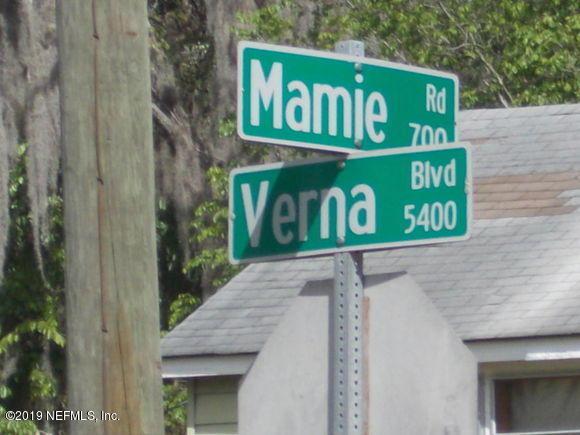 Mamie Rd
700
Verna Blvd
5400
©2019 NEFMLS, Inc.